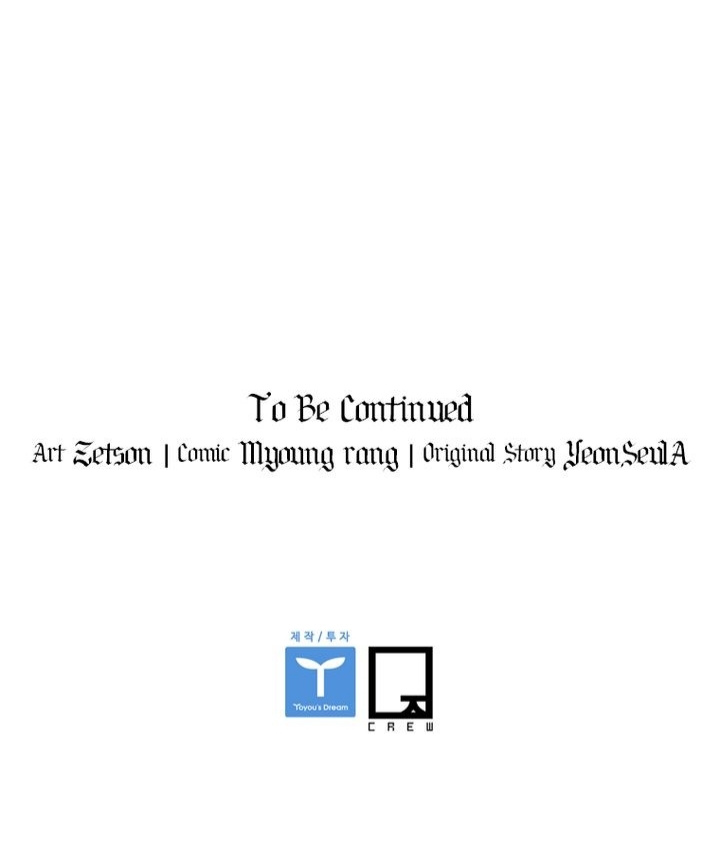 To Be Continued
Art Zetson | Comic Myoung rang | Original Story YeonSeulA
제작/투자
Toyou's Dream
CREW